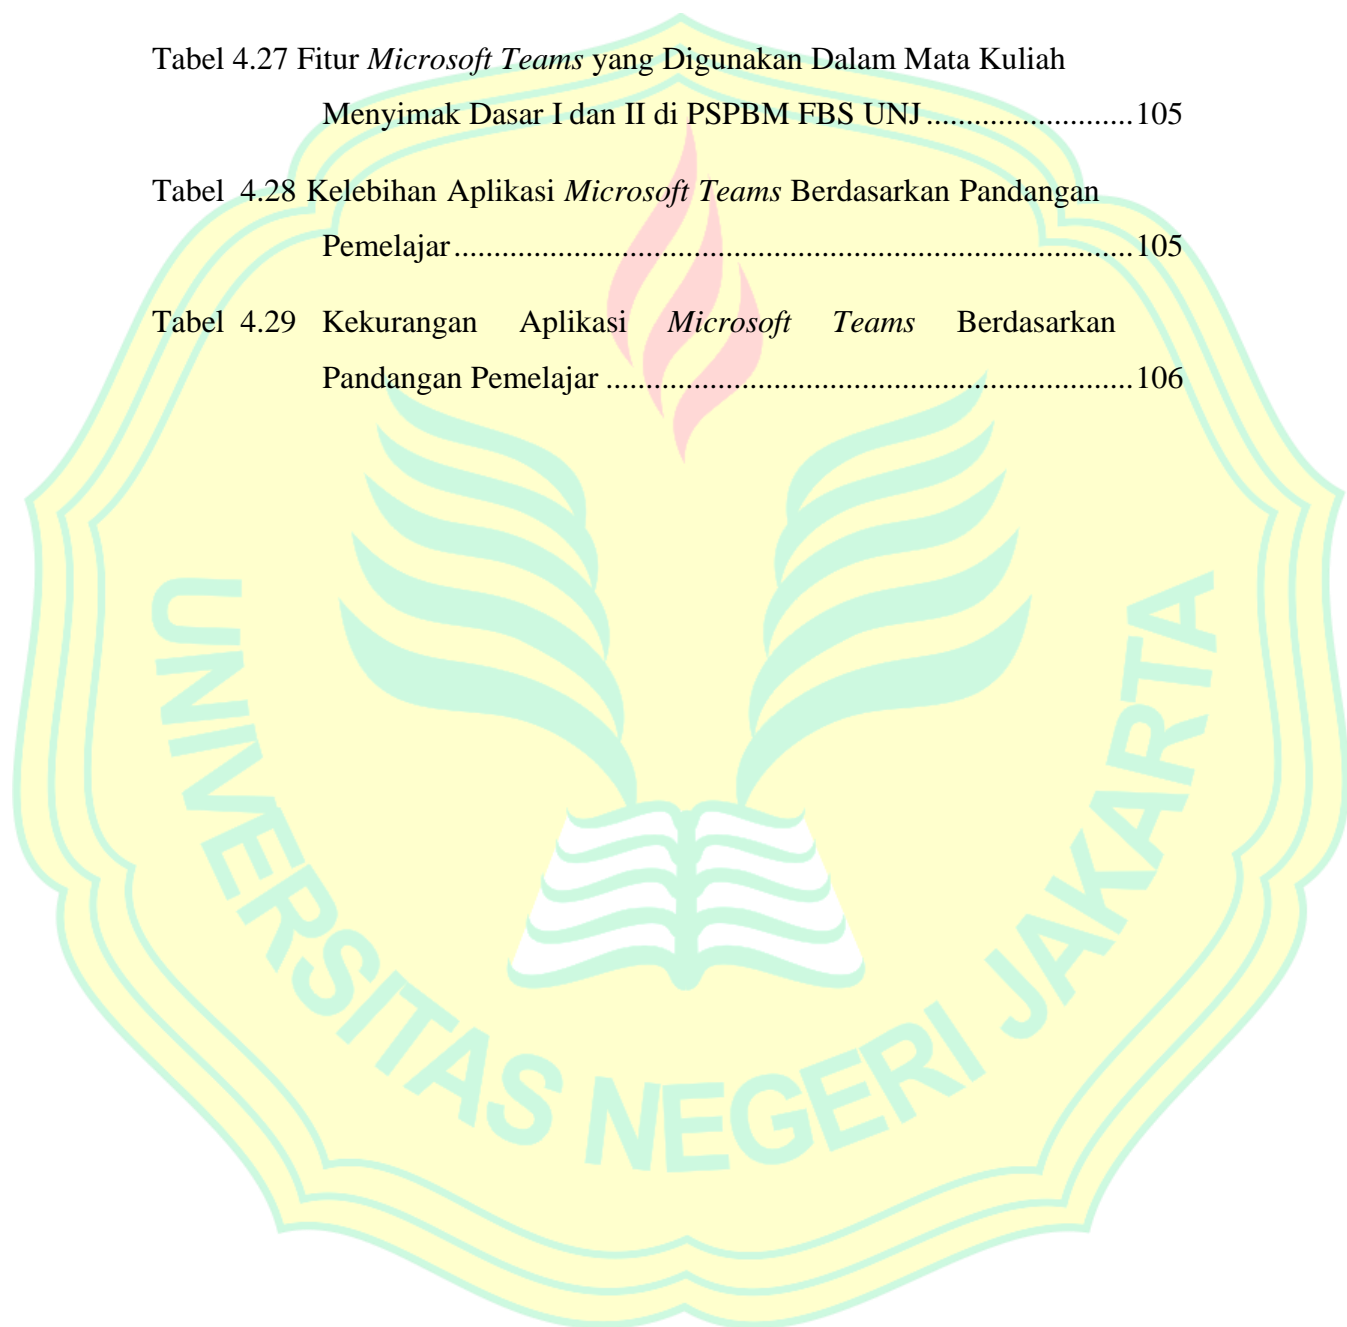 Tabel 4.27 Fitur Microsoft Teams yang Digunakan Dalam Mata Kuliah
Menyimak Dasar I dan II di PSPBM FBS UNJ ..........................105
Tabel 4.28 Kelebihan Aplikasi Microsoft Teams Berdasarkan Pandangan
Pemelajar.....................................................................................105
Tabel 4.29 Kekurangan Aplikasi Microsoft Teams Berdasarkan
Pandangan Pemelajar ..................................................................106
UNIVERSITAS NEGERI JAKARTA